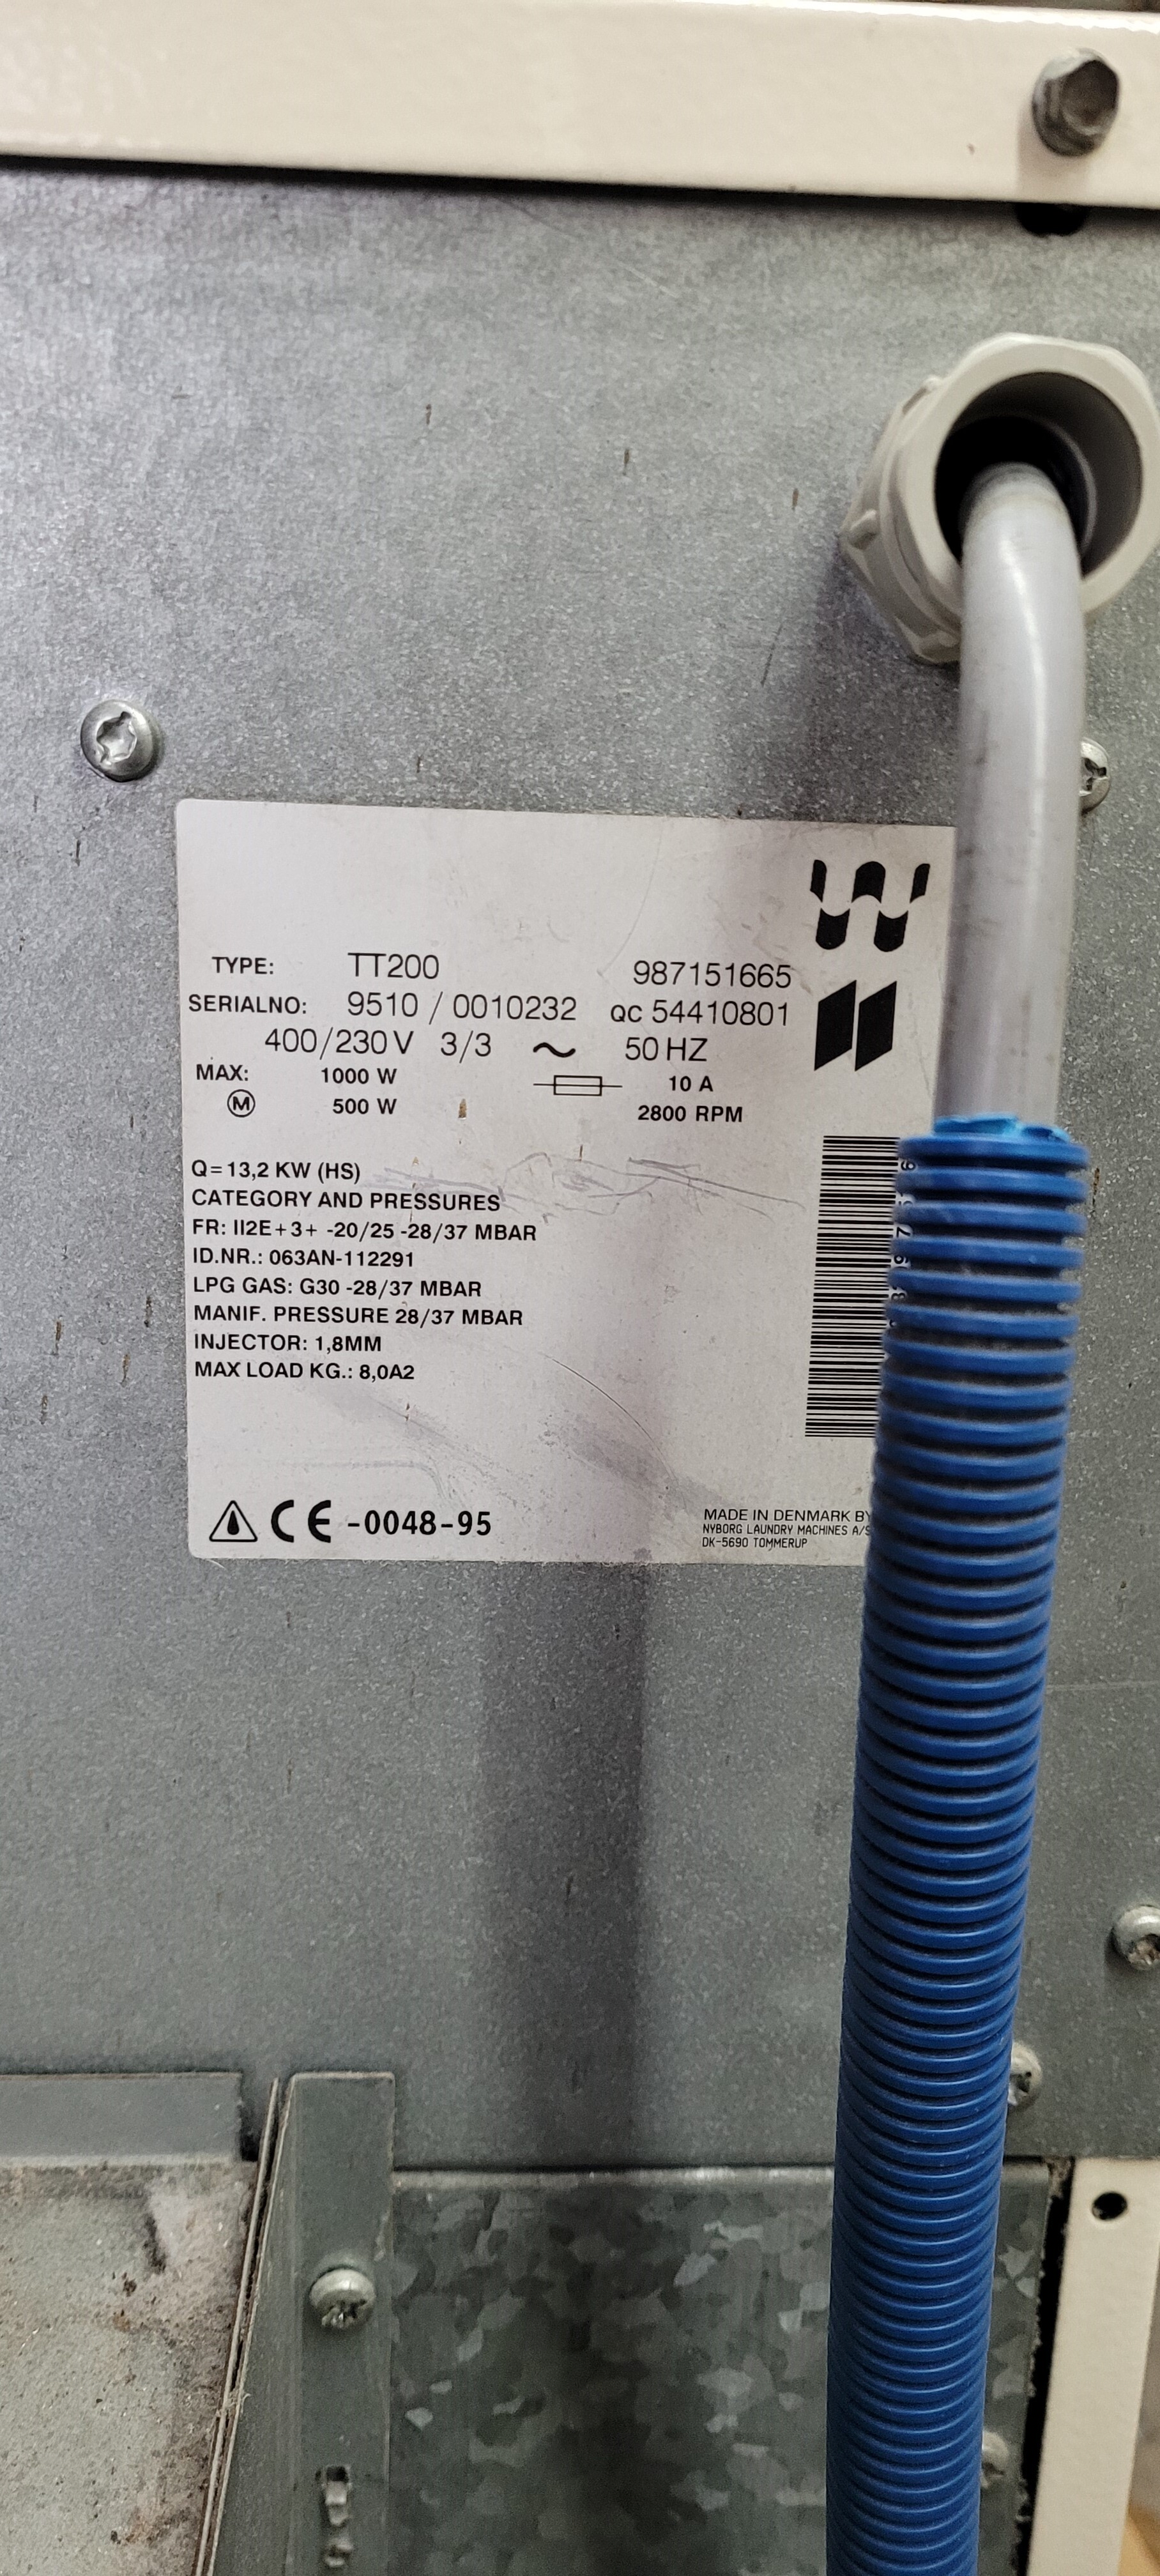 TYPE: TT200 987151665
SERIALNO: 9510 / 0010232 QC 54410801
400/230 V 3/3 ~ 50 HZ
MAX: 1000 W 10 A
M 500 W 2800 RPM
Q=13,2 KW (HS)
CATEGORY AND PRESSURES
FR: II2E+3+ -20/25 -28/37 MBAR
ID.NR.: 063AN-112291
LPG GAS: G30 -28/37 MBAR
MANIF. PRESSURE 28/37 MBAR
INJECTOR: 1,8MM
MAX LOAD KG.: 8,0A2
CE -0048-95
MADE IN DENMARK BY
NYBORG LAUNDRY MACHINES A/S
DK-5690 TOMMERUP